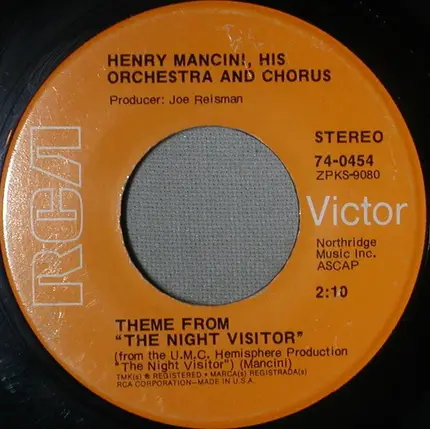 HENRY MANCINI, HIS
ORCHESTRA AND CHORUS
Producer: Joe Reisman
STEREO
74-0454
ZPKS-9080
RCA
Victor
Northridge
Music Inc.
ASCAP
2:10
THEME FROM
"THE NIGHT VISITOR"
(from the U.M.C. Hemisphere Production
"The Night Visitor") (Mancini)
TMK(s) ® REGISTERED • MARCA(s) REGISTRADA(s)
RCA CORPORATION—MADE IN U.S.A.